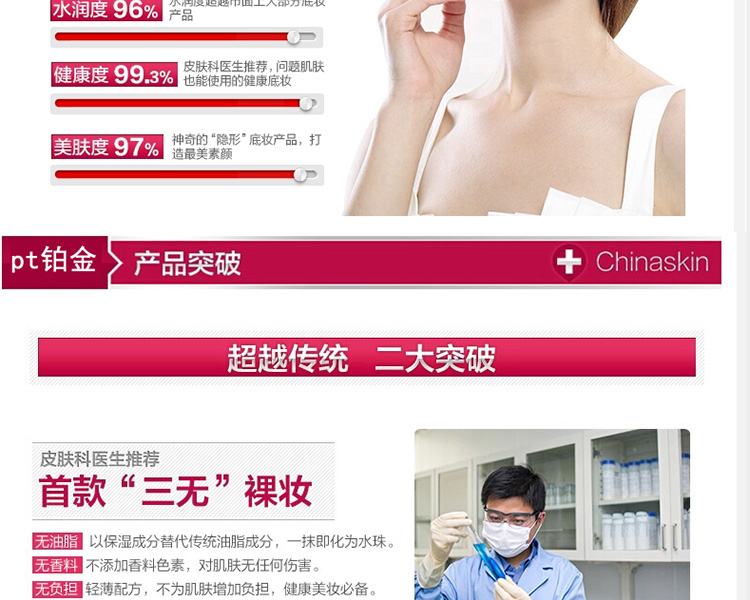 水润度 96%
水润度超越市面上大部分底妆
产品
健康度 99.3%
皮肤科医生推荐，问题肌肤
也能使用的健康底妆
美肤度 97%
神奇的“隐形”底妆产品，打
造最美素颜
pt铂金 产品突破 Chinaskin
超越传统 二大突破
皮肤科医生推荐
首款“三无”裸妆
无油脂 以保湿成分替代传统油脂成分，一抹即化为水珠。
无香料 不添加香料色素，对肌肤无任何伤害。
无负担 轻薄配方，不为肌肤增加负担，健康美妆必备。